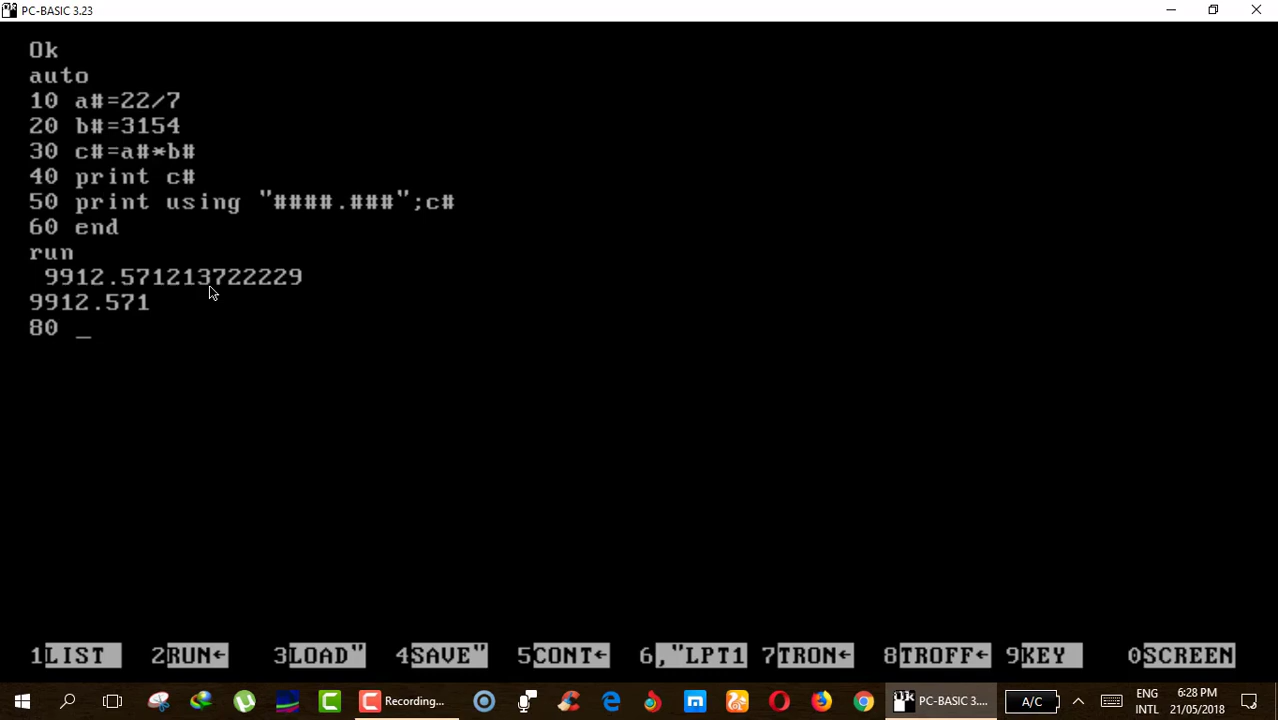 PC-BASIC 3.23
Ok
auto
10 a#=22/7
20 b#=3154
30 c#=a#*b#
40 print c#
50 print using "####.###";c#
60 end
run
9912.571213722229
9912.571
80 _
1LIST 2RUN← 3LOAD" 4SAVE" 5CONT← 6,"LPT1 7TRON← 8TROFF← 9KEY 0SCREEN
Recording... PC-BASIC 3.... A/C ENG INTL 6:28 PM 21/05/2018